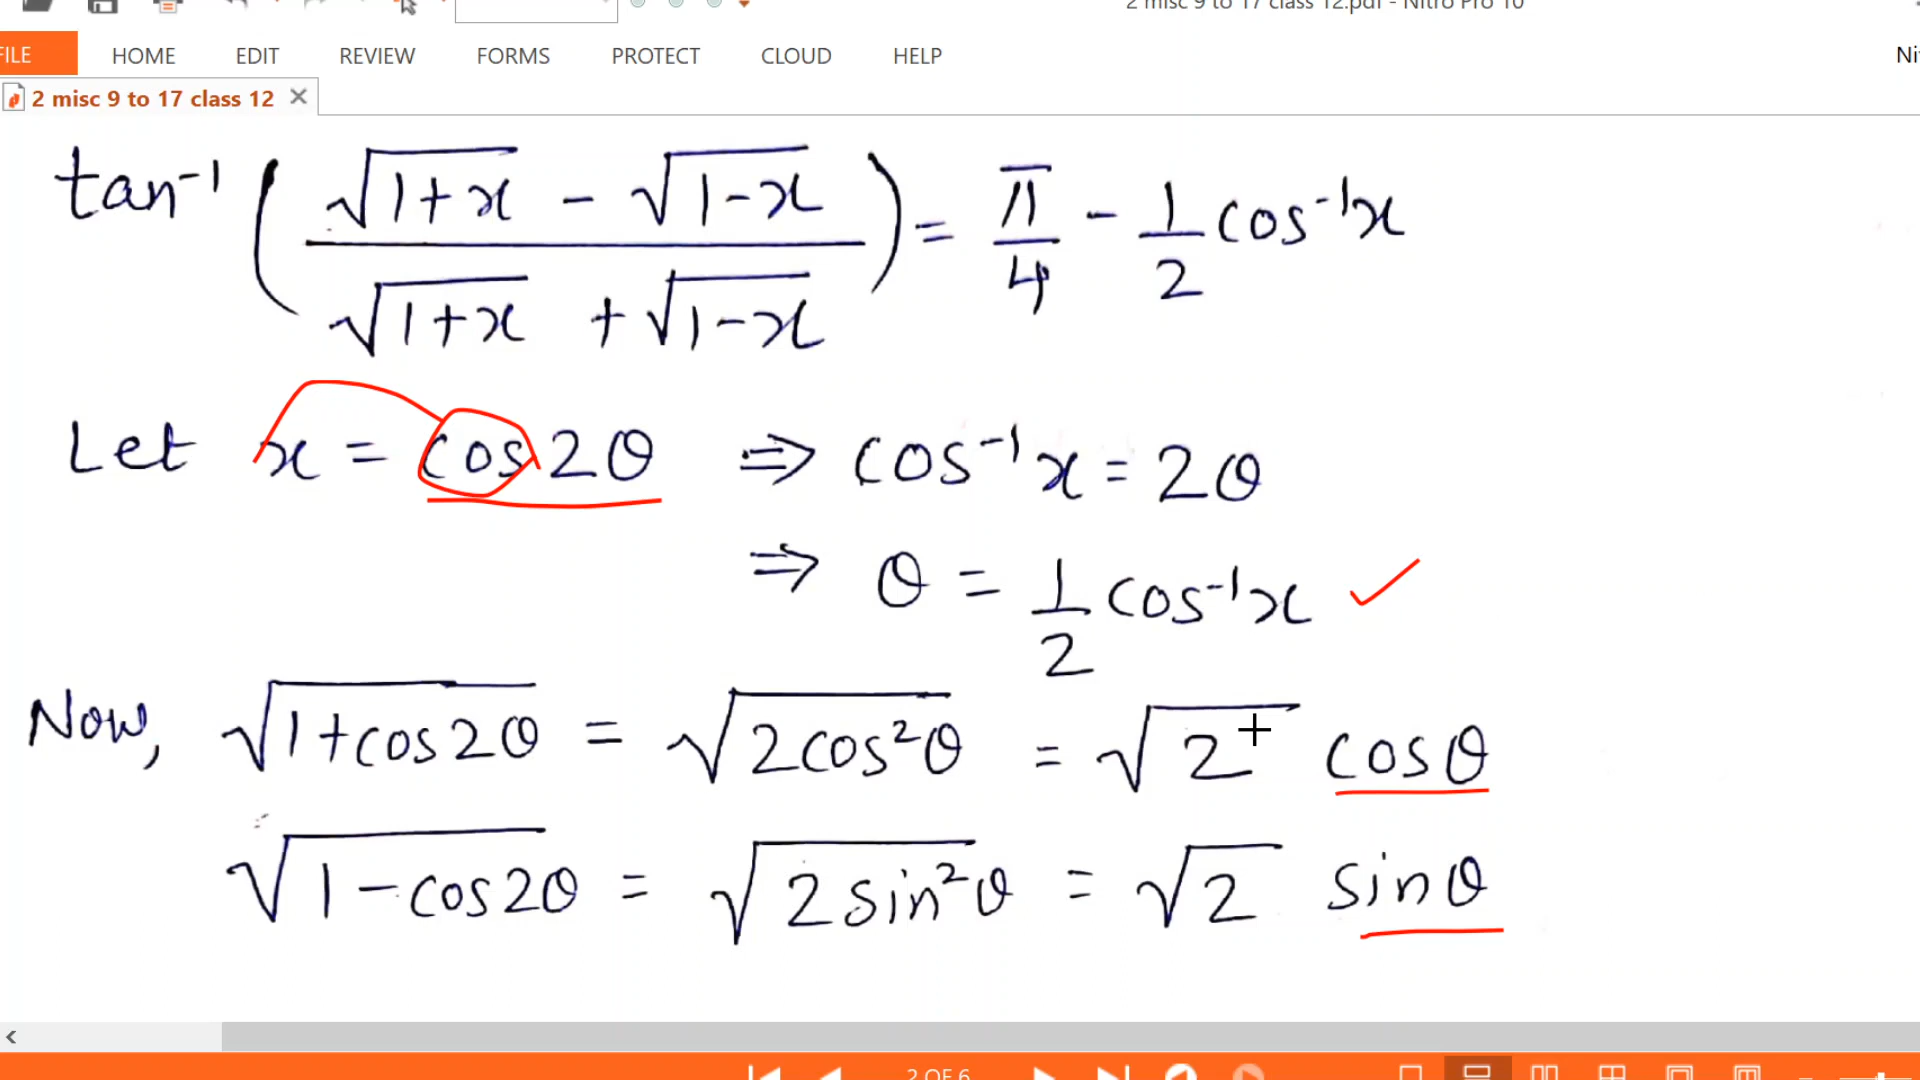 2 misc 9 to 17 class 12.pdf - Nitro Pro 10
FILE HOME EDIT REVIEW FORMS PROTECT CLOUD HELP
2 misc 9 to 17 class 12
tan⁻¹ ( (√(1+x) - √(1-x)) / (√(1+x) + √(1-x)) ) = π/4 - 1/2 cos⁻¹x
Let x = cos2θ ⇒ cos⁻¹x = 2θ
⇒ θ = 1/2 cos⁻¹x ✓
Now, √(1+cos2θ) = √(2cos²θ) = √2 cosθ
√(1-cos2θ) = √(2sin²θ) = √2 sinθ
2 OF 6